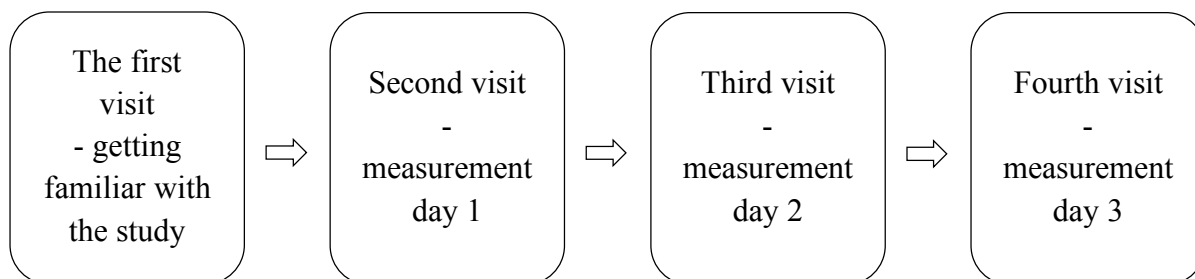 The first
visit
- getting
familiar with
the study
Second visit
-
measurement
day 1
Third visit
-
measurement
day 2
Fourth visit
-
measurement
day 3